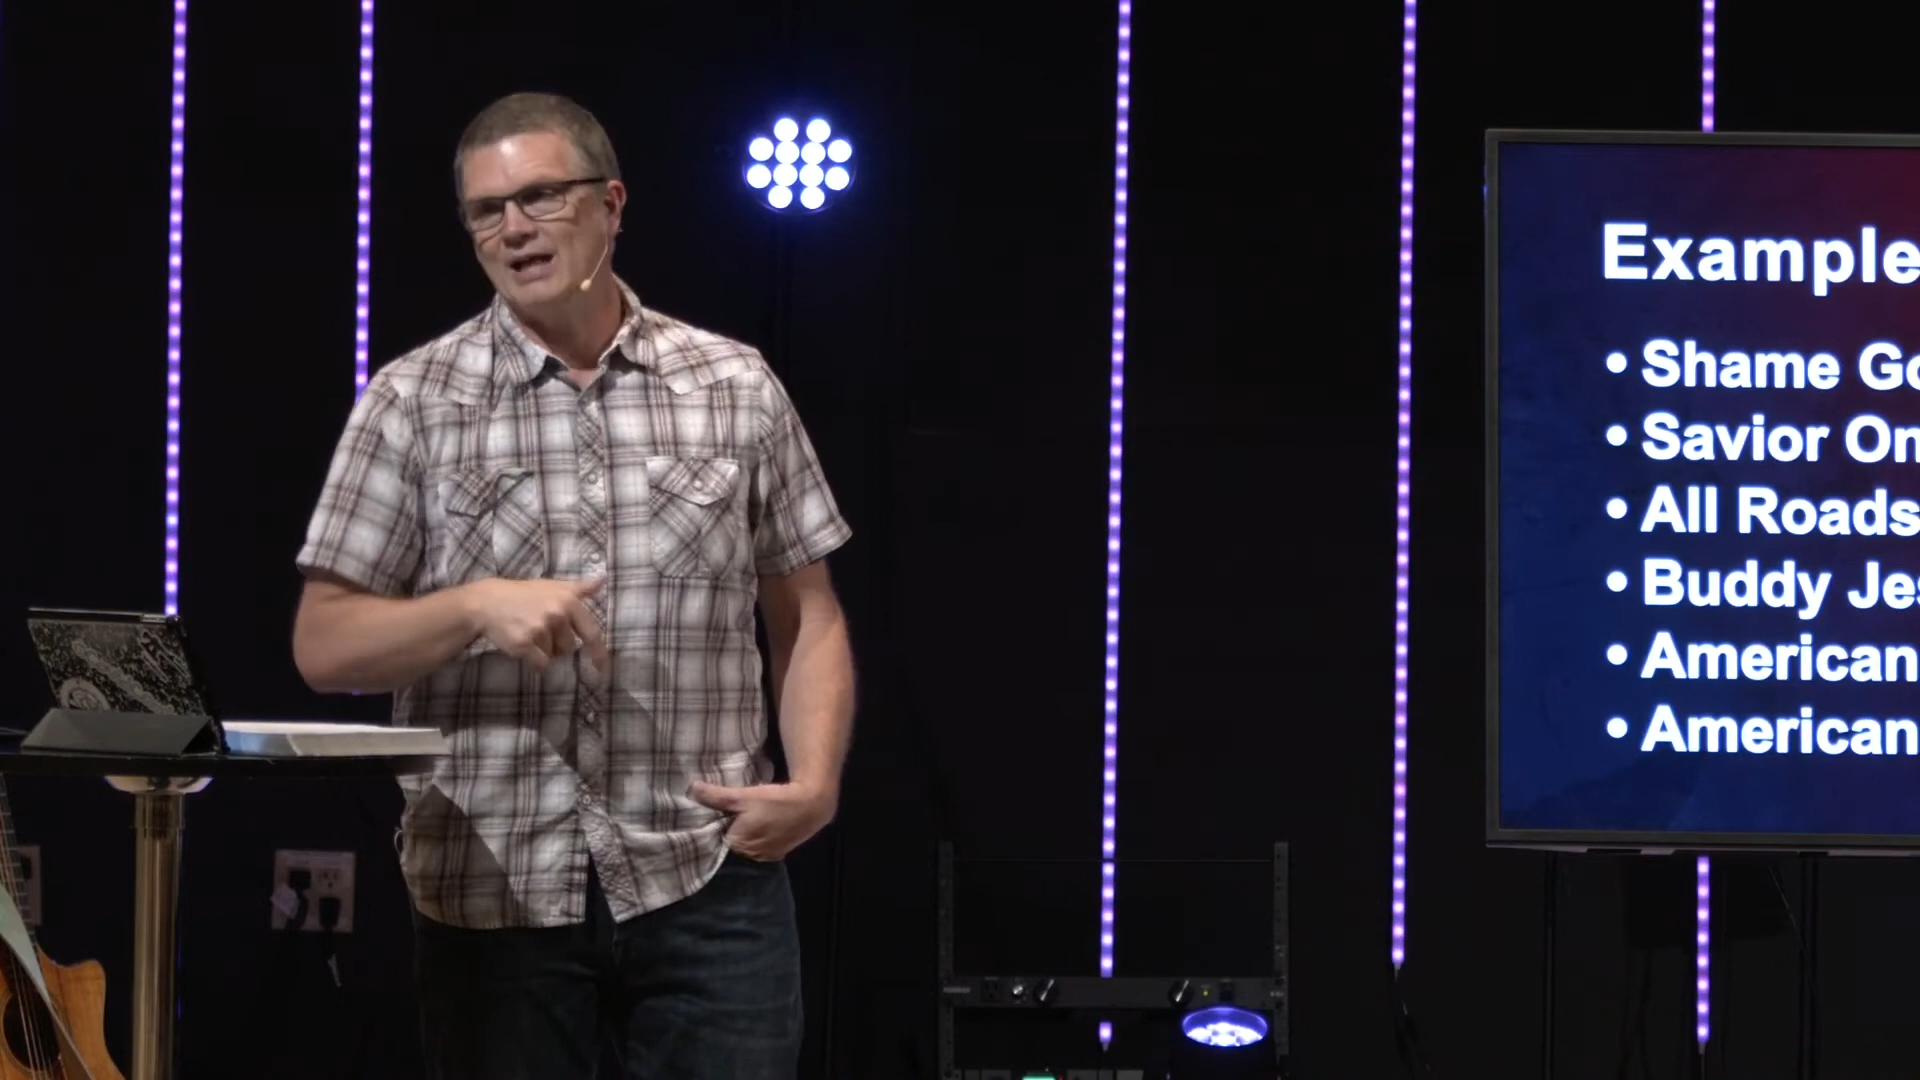 Example
• Shame Go
• Savior On
• All Roads
• Buddy Jes
• American
• American